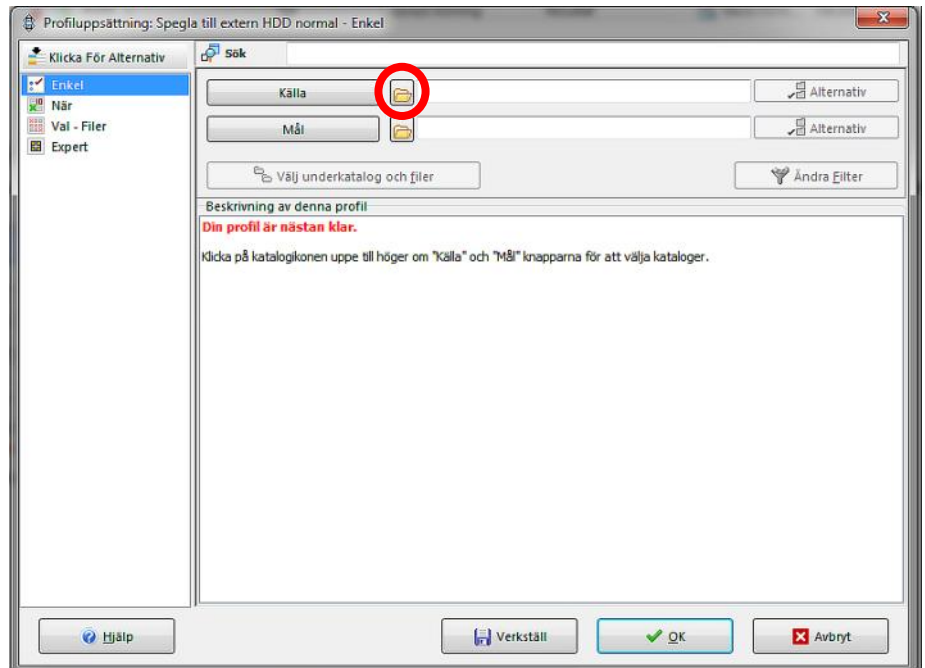 Profiluppsättning: Spegla till extern HDD normal - Enkel
Klicka För Alternativ
Sök
Enkel
När
Val - Filer
Expert
Källa
Alternativ
Mål
Alternativ
Välj underkatalog och filer
Ändra Filter
Beskrivning av denna profil
Din profil är nästan klar.
Klicka på katalogikonen uppe till höger om "Källa" och "Mål" knapparna för att välja kataloger.
Hjälp
Verkställ
OK
Avbryt